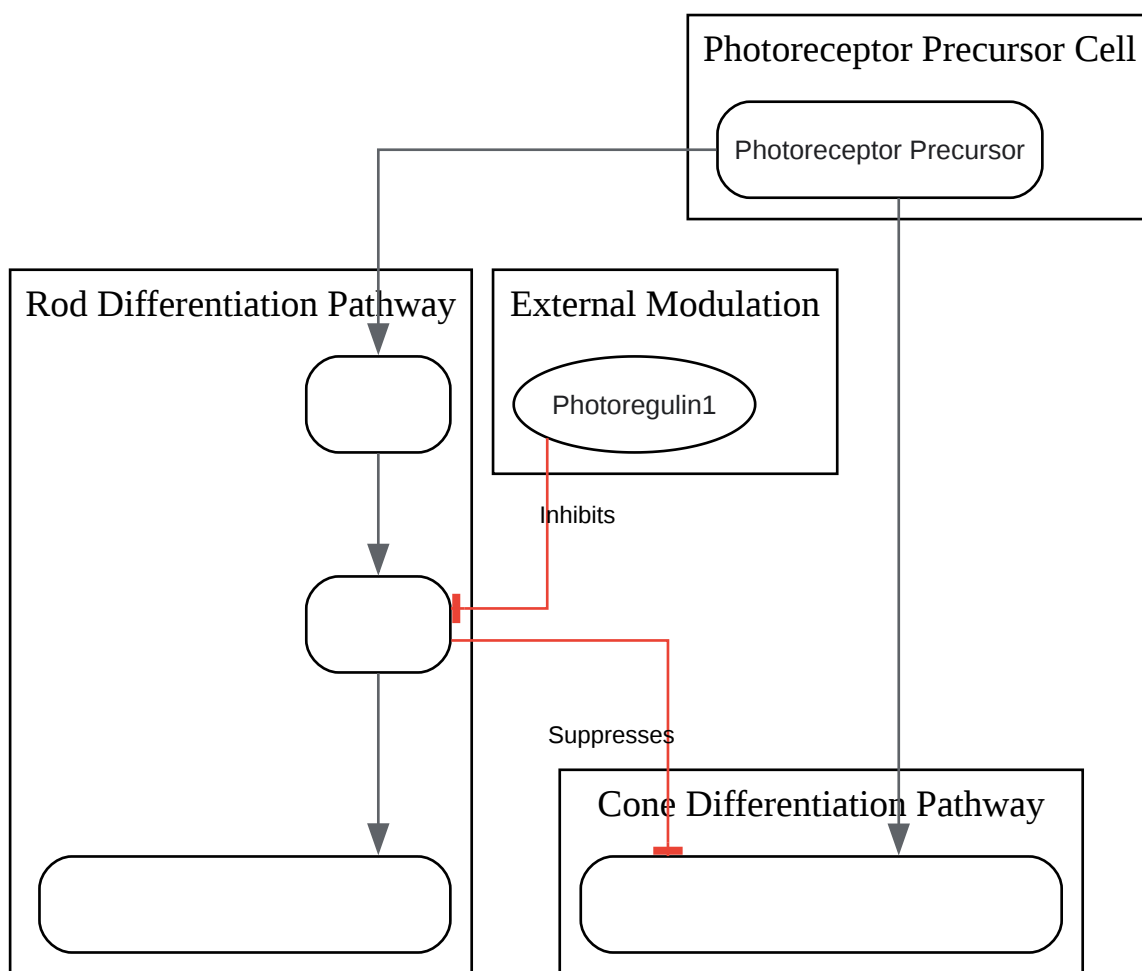 Photoreceptor Precursor Cell
Photoreceptor Precursor
Rod Differentiation Pathway
External Modulation
Photoregulin1
Inhibits
Suppresses
Cone Differentiation Pathway